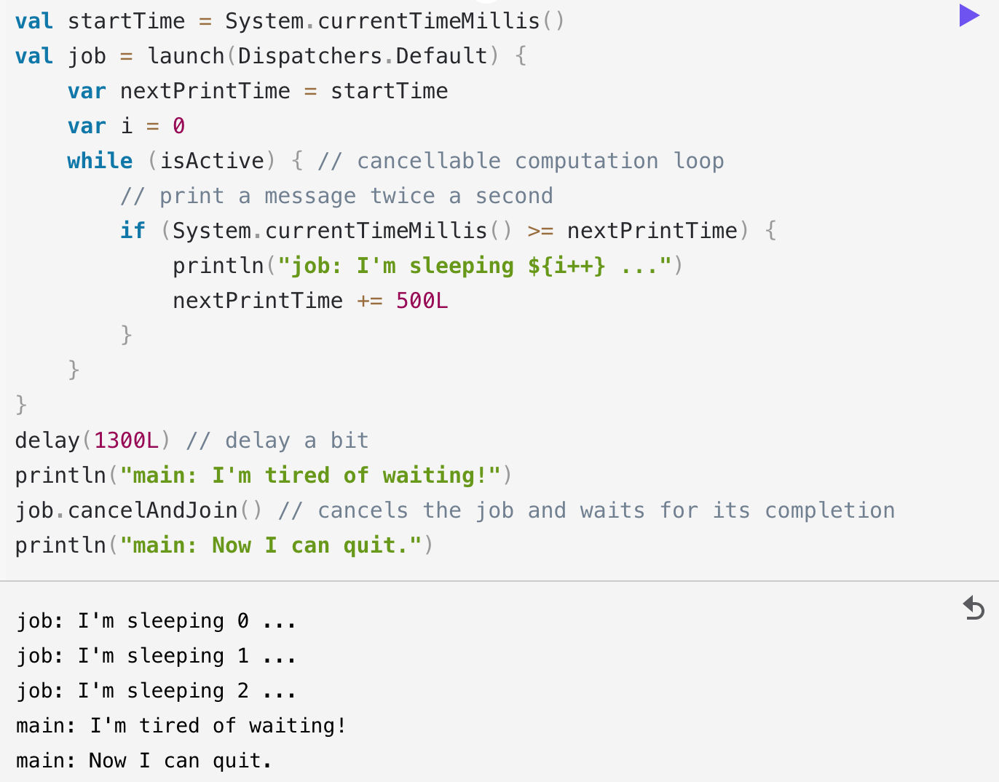 val startTime = System.currentTimeMillis()
val job = launch(Dispatchers.Default) {
    var nextPrintTime = startTime
    var i = 0
    while (isActive) { // cancellable computation loop
        // print a message twice a second
        if (System.currentTimeMillis() >= nextPrintTime) {
            println("job: I'm sleeping ${i++} ...")
            nextPrintTime += 500L
        }
    }
}
delay(1300L) // delay a bit
println("main: I'm tired of waiting!")
job.cancelAndJoin() // cancels the job and waits for its completion
println("main: Now I can quit.")
job: I'm sleeping 0 ...
job: I'm sleeping 1 ...
job: I'm sleeping 2 ...
main: I'm tired of waiting!
main: Now I can quit.